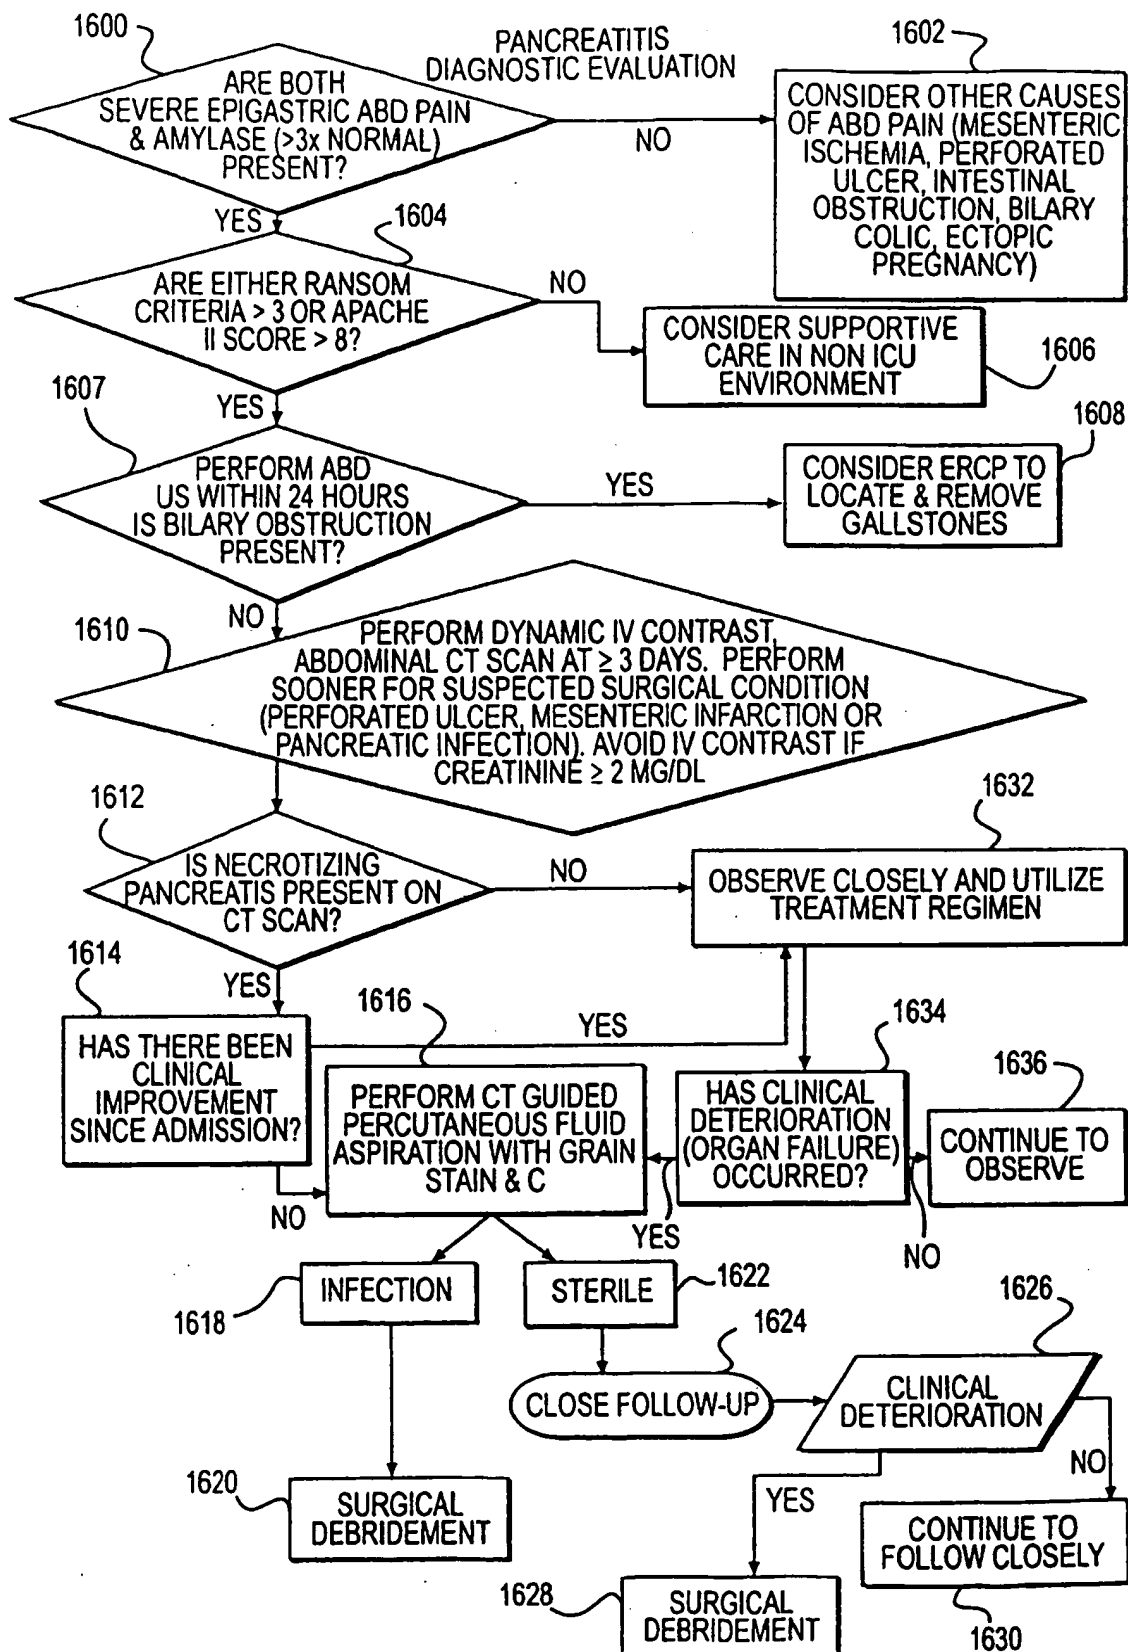 1600
PANCREATITIS
DIAGNOSTIC EVALUATION
1602
ARE BOTH
SEVERE EPIGASTRIC ABD PAIN
& AMYLASE (>3x NORMAL)
PRESENT?
NO
CONSIDER OTHER CAUSES
OF ABD PAIN (MESENTERIC
ISCHEMIA, PERFORATED
ULCER, INTESTINAL
OBSTRUCTION, BILARY
COLIC, ECTOPIC
PREGNANCY)
YES
1604
ARE EITHER RANSOM
CRITERIA > 3 OR APACHE
II SCORE > 8?
NO
CONSIDER SUPPORTIVE
CARE IN NON ICU
ENVIRONMENT
1606
YES
1607
1608
PERFORM ABD
US WITHIN 24 HOURS
IS BILARY OBSTRUCTION
PRESENT?
YES
CONSIDER ERCP TO
LOCATE & REMOVE
GALLSTONES
NO
1610
PERFORM DYNAMIC IV CONTRAST,
ABDOMINAL CT SCAN AT ≥ 3 DAYS. PERFORM
SOONER FOR SUSPECTED SURGICAL CONDITION
(PERFORATED ULCER, MESENTERIC INFARCTION OR
PANCREATIC INFECTION). AVOID IV CONTRAST IF
CREATININE ≥ 2 MG/DL
1612
1632
IS NECROTIZING
PANCREATIS PRESENT ON
CT SCAN?
NO
OBSERVE CLOSELY AND UTILIZE
TREATMENT REGIMEN
YES
1614
HAS THERE BEEN
CLINICAL
IMPROVEMENT
SINCE ADMISSION?
YES
NO
1616
PERFORM CT GUIDED
PERCUTANEOUS FLUID
ASPIRATION WITH GRAIN
STAIN & C
1634
HAS CLINICAL
DETERIORATION
(ORGAN FAILURE)
OCCURRED?
YES
NO
1636
CONTINUE TO
OBSERVE
INFECTION
1618
STERILE
1622
1624
CLOSE FOLLOW-UP
1626
CLINICAL
DETERIORATION
YES
NO
1620
SURGICAL
DEBRIDEMENT
1628
SURGICAL
DEBRIDEMENT
CONTINUE TO
FOLLOW CLOSELY
1630